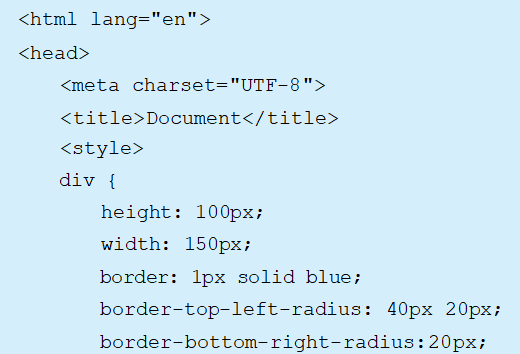 <html lang="en">
<head>
<meta charset="UTF-8">
<title>Document</title>
<style>
div {
height: 100px;
width: 150px;
border: 1px solid blue;
border-top-left-radius: 40px 20px;
border-bottom-right-radius:20px;